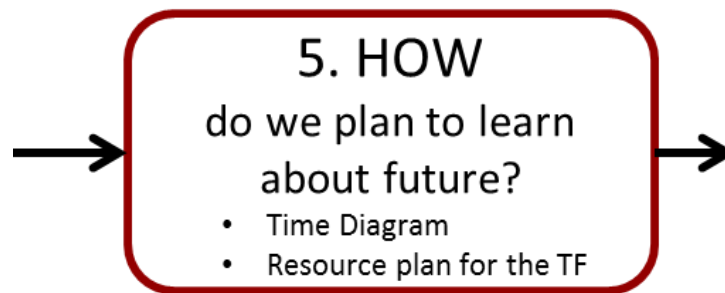 5. HOW
do we plan to learn
about future?
• Time Diagram
• Resource plan for the TF